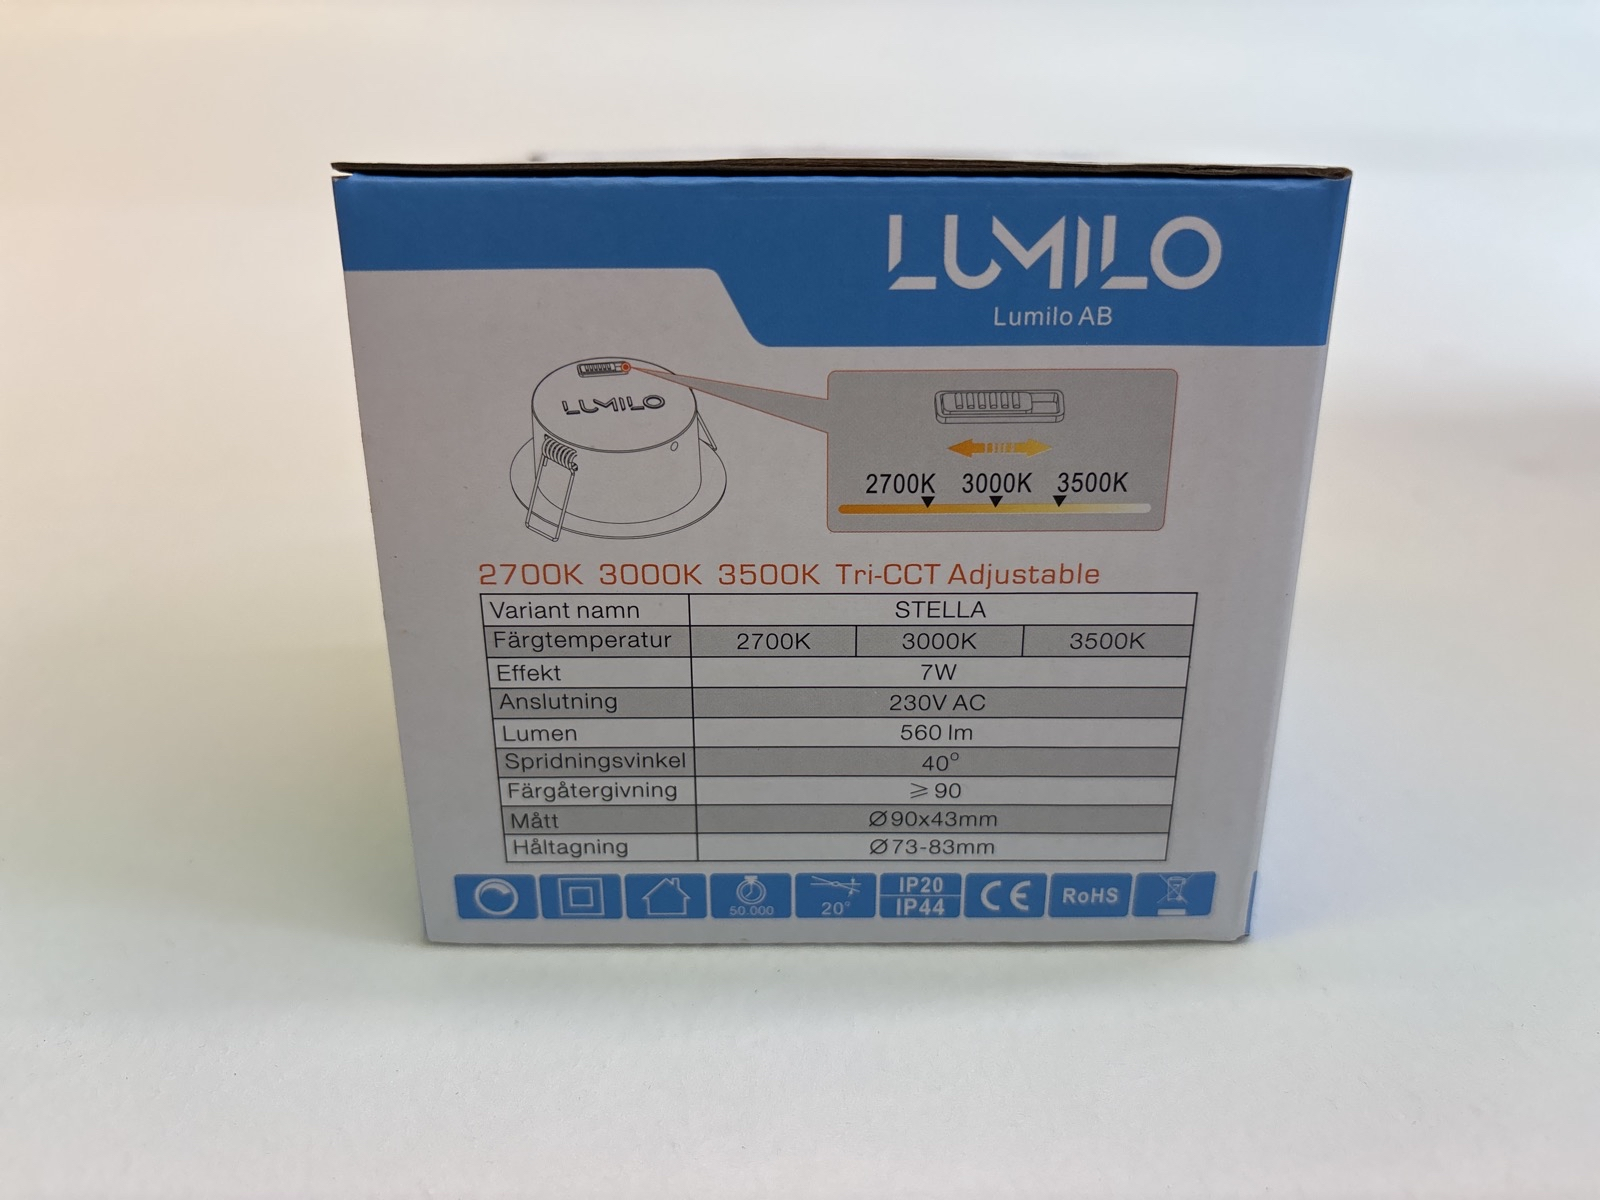 LUMILO
Lumilo AB
LUMILO
2700K 3000K 3500K
2700K 3000K 3500K Tri-CCT Adjustable
Variant namn STELLA
Färgtemperatur 2700K 3000K 3500K
Effekt 7W
Anslutning 230V AC
Lumen 560 lm
Spridningsvinkel 40°
Färgåtergivning ≥ 90
Mått Ø90x43mm
Håltagning Ø73-83mm
50 000 20° IP20 IP44 CE RoHS